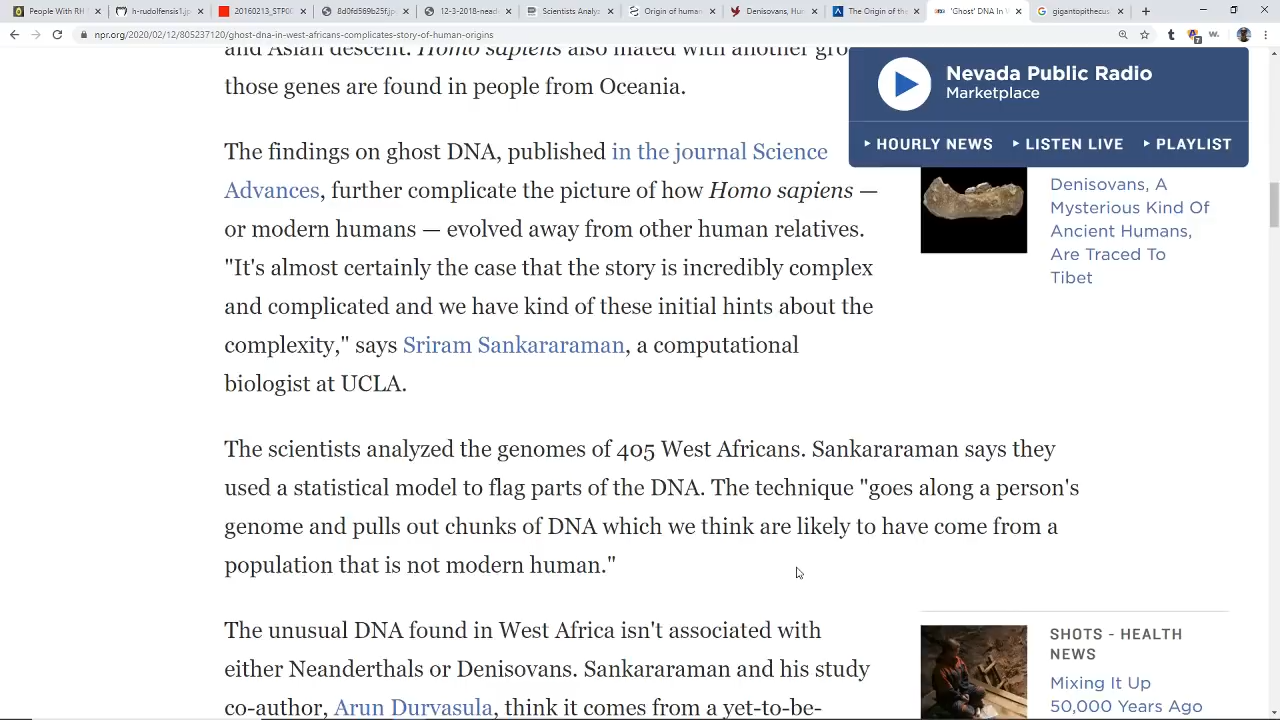 People With RH
h-rudolfensis1.jp
20160213_STP00
8d0fd569b25f.jp
12-3-2018-nead
Scientists Analyz
Origin of human
Denisovans, Hum
The Origin of th
'Ghost' DNA In W
gigantopithecus
npr.org/2020/02/12/805237120/ghost-dna-in-west-africans-complicates-story-of-human-origins
and Asian descent. Homo sapiens also mated with another gro
those genes are found in people from Oceania.
Nevada Public Radio
Marketplace
HOURLY NEWS LISTEN LIVE PLAYLIST
The findings on ghost DNA, published in the journal Science
Advances, further complicate the picture of how Homo sapiens —
or modern humans — evolved away from other human relatives.
"It's almost certainly the case that the story is incredibly complex
and complicated and we have kind of these initial hints about the
complexity," says Sriram Sankararaman, a computational
biologist at UCLA.
Denisovans, A
Mysterious Kind Of
Ancient Humans,
Are Traced To
Tibet
The scientists analyzed the genomes of 405 West Africans. Sankararaman says they
used a statistical model to flag parts of the DNA. The technique "goes along a person's
genome and pulls out chunks of DNA which we think are likely to have come from a
population that is not modern human."
The unusual DNA found in West Africa isn't associated with
either Neanderthals or Denisovans. Sankararaman and his study
co-author, Arun Durvasula, think it comes from a yet-to-be-
SHOTS - HEALTH
NEWS
Mixing It Up
50,000 Years Ago